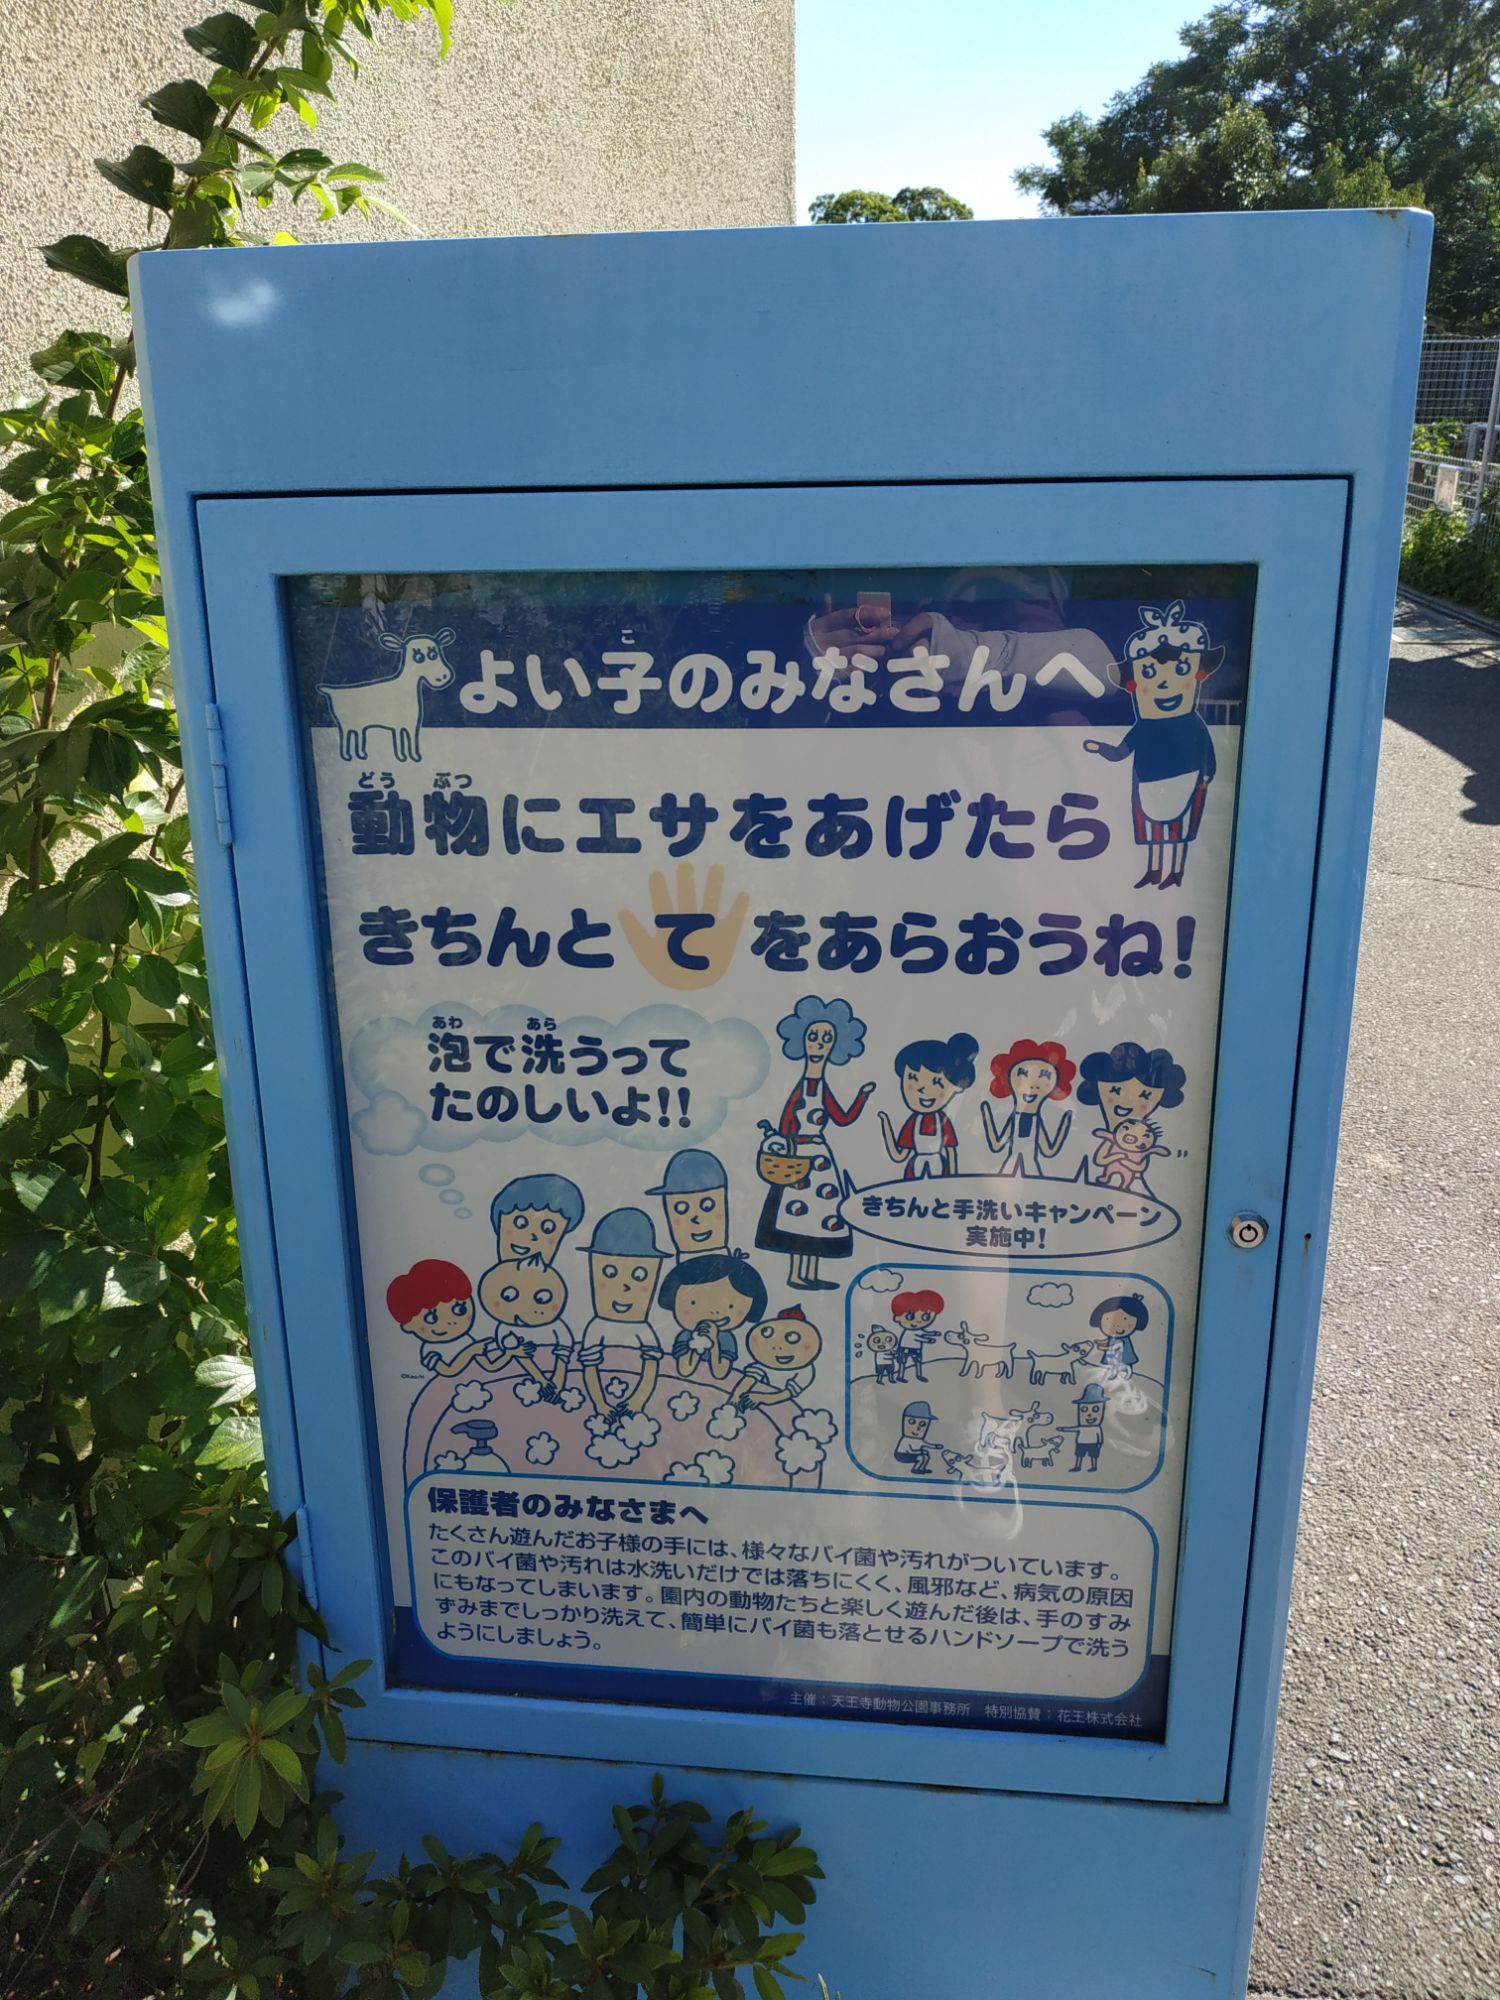 よい子のみなさんへ
動物にエサをあげたら
きちんとてをあらおうね!
泡で洗うって
たのしいよ!!
きちんと手洗いキャンペーン
実施中!
保護者のみなさまへ
たくさん遊んだお子様の手には、様々なバイ菌や汚れがついています。
このバイ菌や汚れは水洗いだけでは落ちにくく、風邪など、病気の原因
にもなってしまいます。園内の動物たちと楽しく遊んだ後は、手のすみ
ずみまでしっかり洗えて、簡単にバイ菌も落とせるハンドソープで洗う
ようにしましょう。
主催:天王寺動物公園事務所 特別協賛:花王株式会社